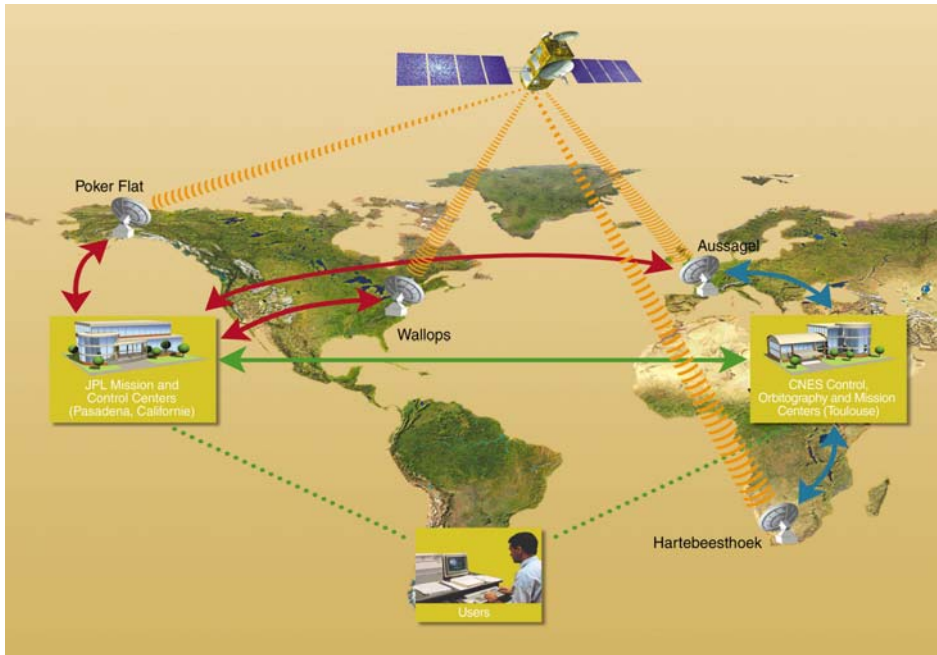 Poker Flat
Aussagel
Wallops
JPL Mission and
Control Centers
(Pasadena, Californie)
CNES Control,
Orbitography and Mission
Centers (Toulouse)
Hartebeesthoek
Users